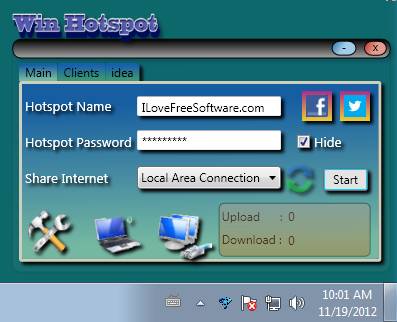 Win Hotspot
- x
Main Clients idea
Hotspot Name ILoveFreeSoftware.com f
Hotspot Password ********* Hide
Share Internet Local Area Connection Start
Upload : 0
Download : 0
10:01 AM
11/19/2012